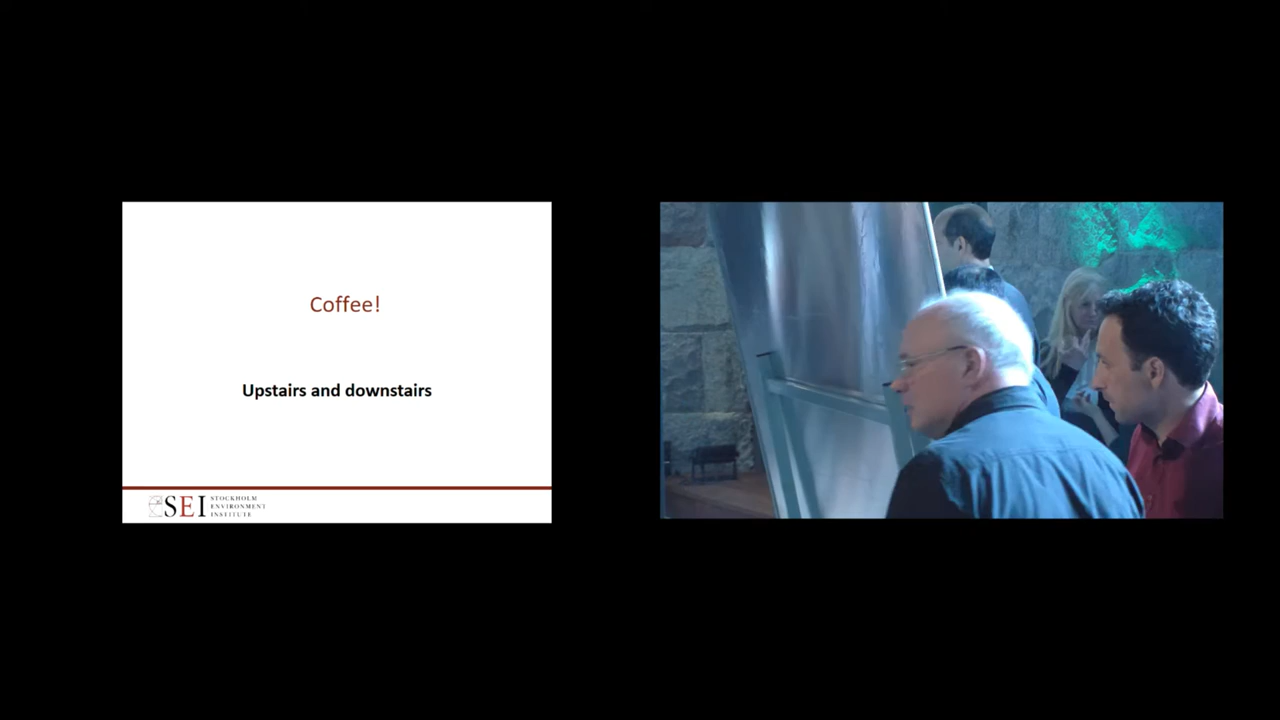 Coffee!
Upstairs and downstairs
SEI
STOCKHOLM
ENVIRONMENT
INSTITUTE